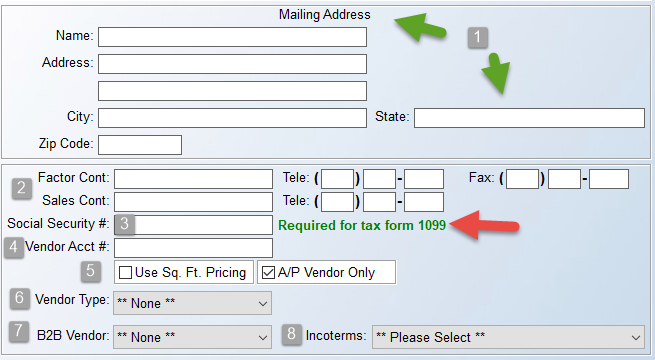 Mailing Address
1
Name:
Address:
City: State:
Zip Code:
2 Factor Cont: Tele: ( ) - Fax: ( ) -
Sales Cont: Tele: ( ) -
Social Security #: 3 Required for tax form 1099
4 Vendor Acct #:
5 Use Sq. Ft. Pricing A/P Vendor Only
6 Vendor Type: ** None **
7 B2B Vendor: ** None ** 8 Incoterms: ** Please Select **